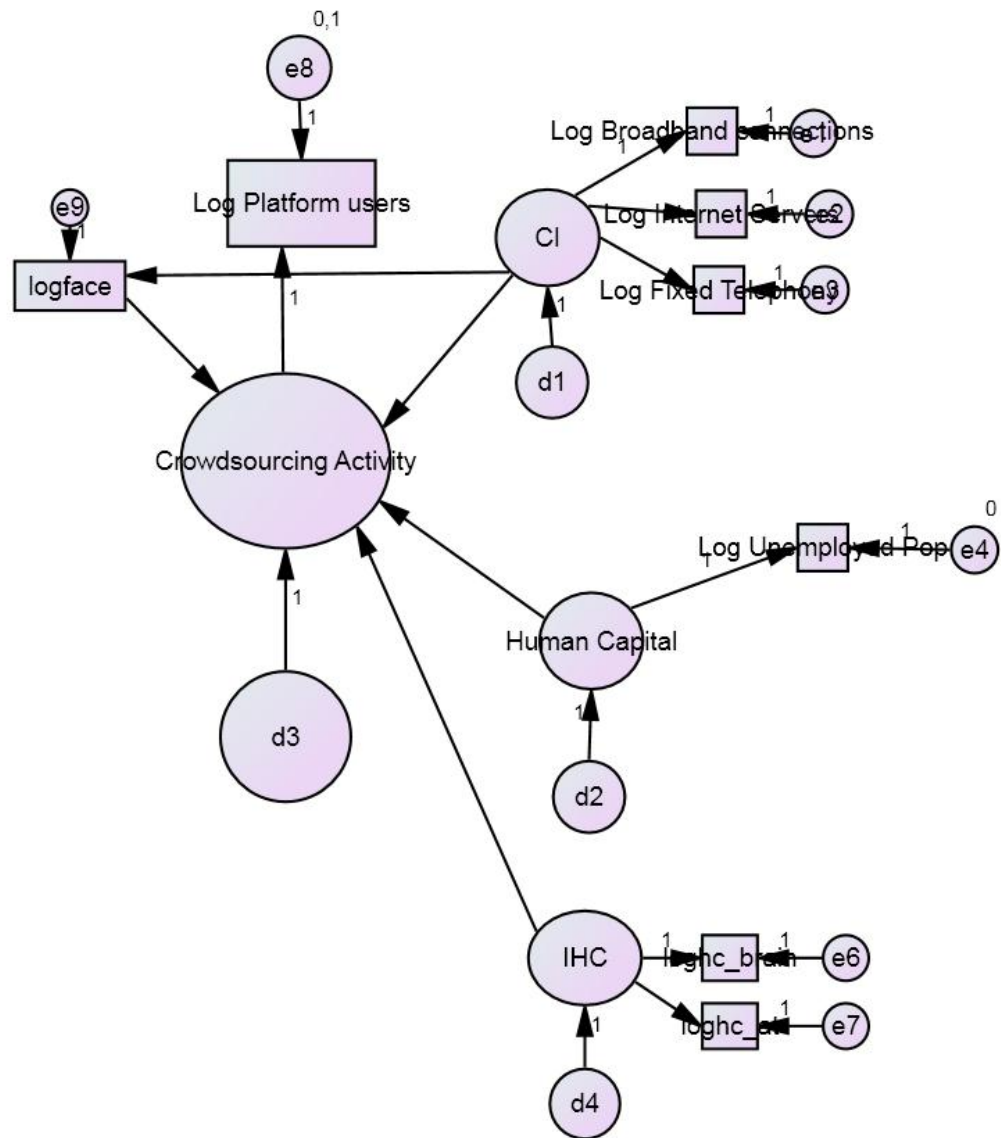 0,1
e8
1
Log Broadband connections
1
1
e1
e9
1
Log Platform users
Log Internet Servers
1
e2
CI
logface
1
Log Fixed Telephony
1
e3
1
d1
Crowdsourcing Activity
0
Log Unemployed Pop
1
1
e4
1
Human Capital
d3
1
d2
IHC
1
loghc_brain
1
e6
1
e7
1
d4